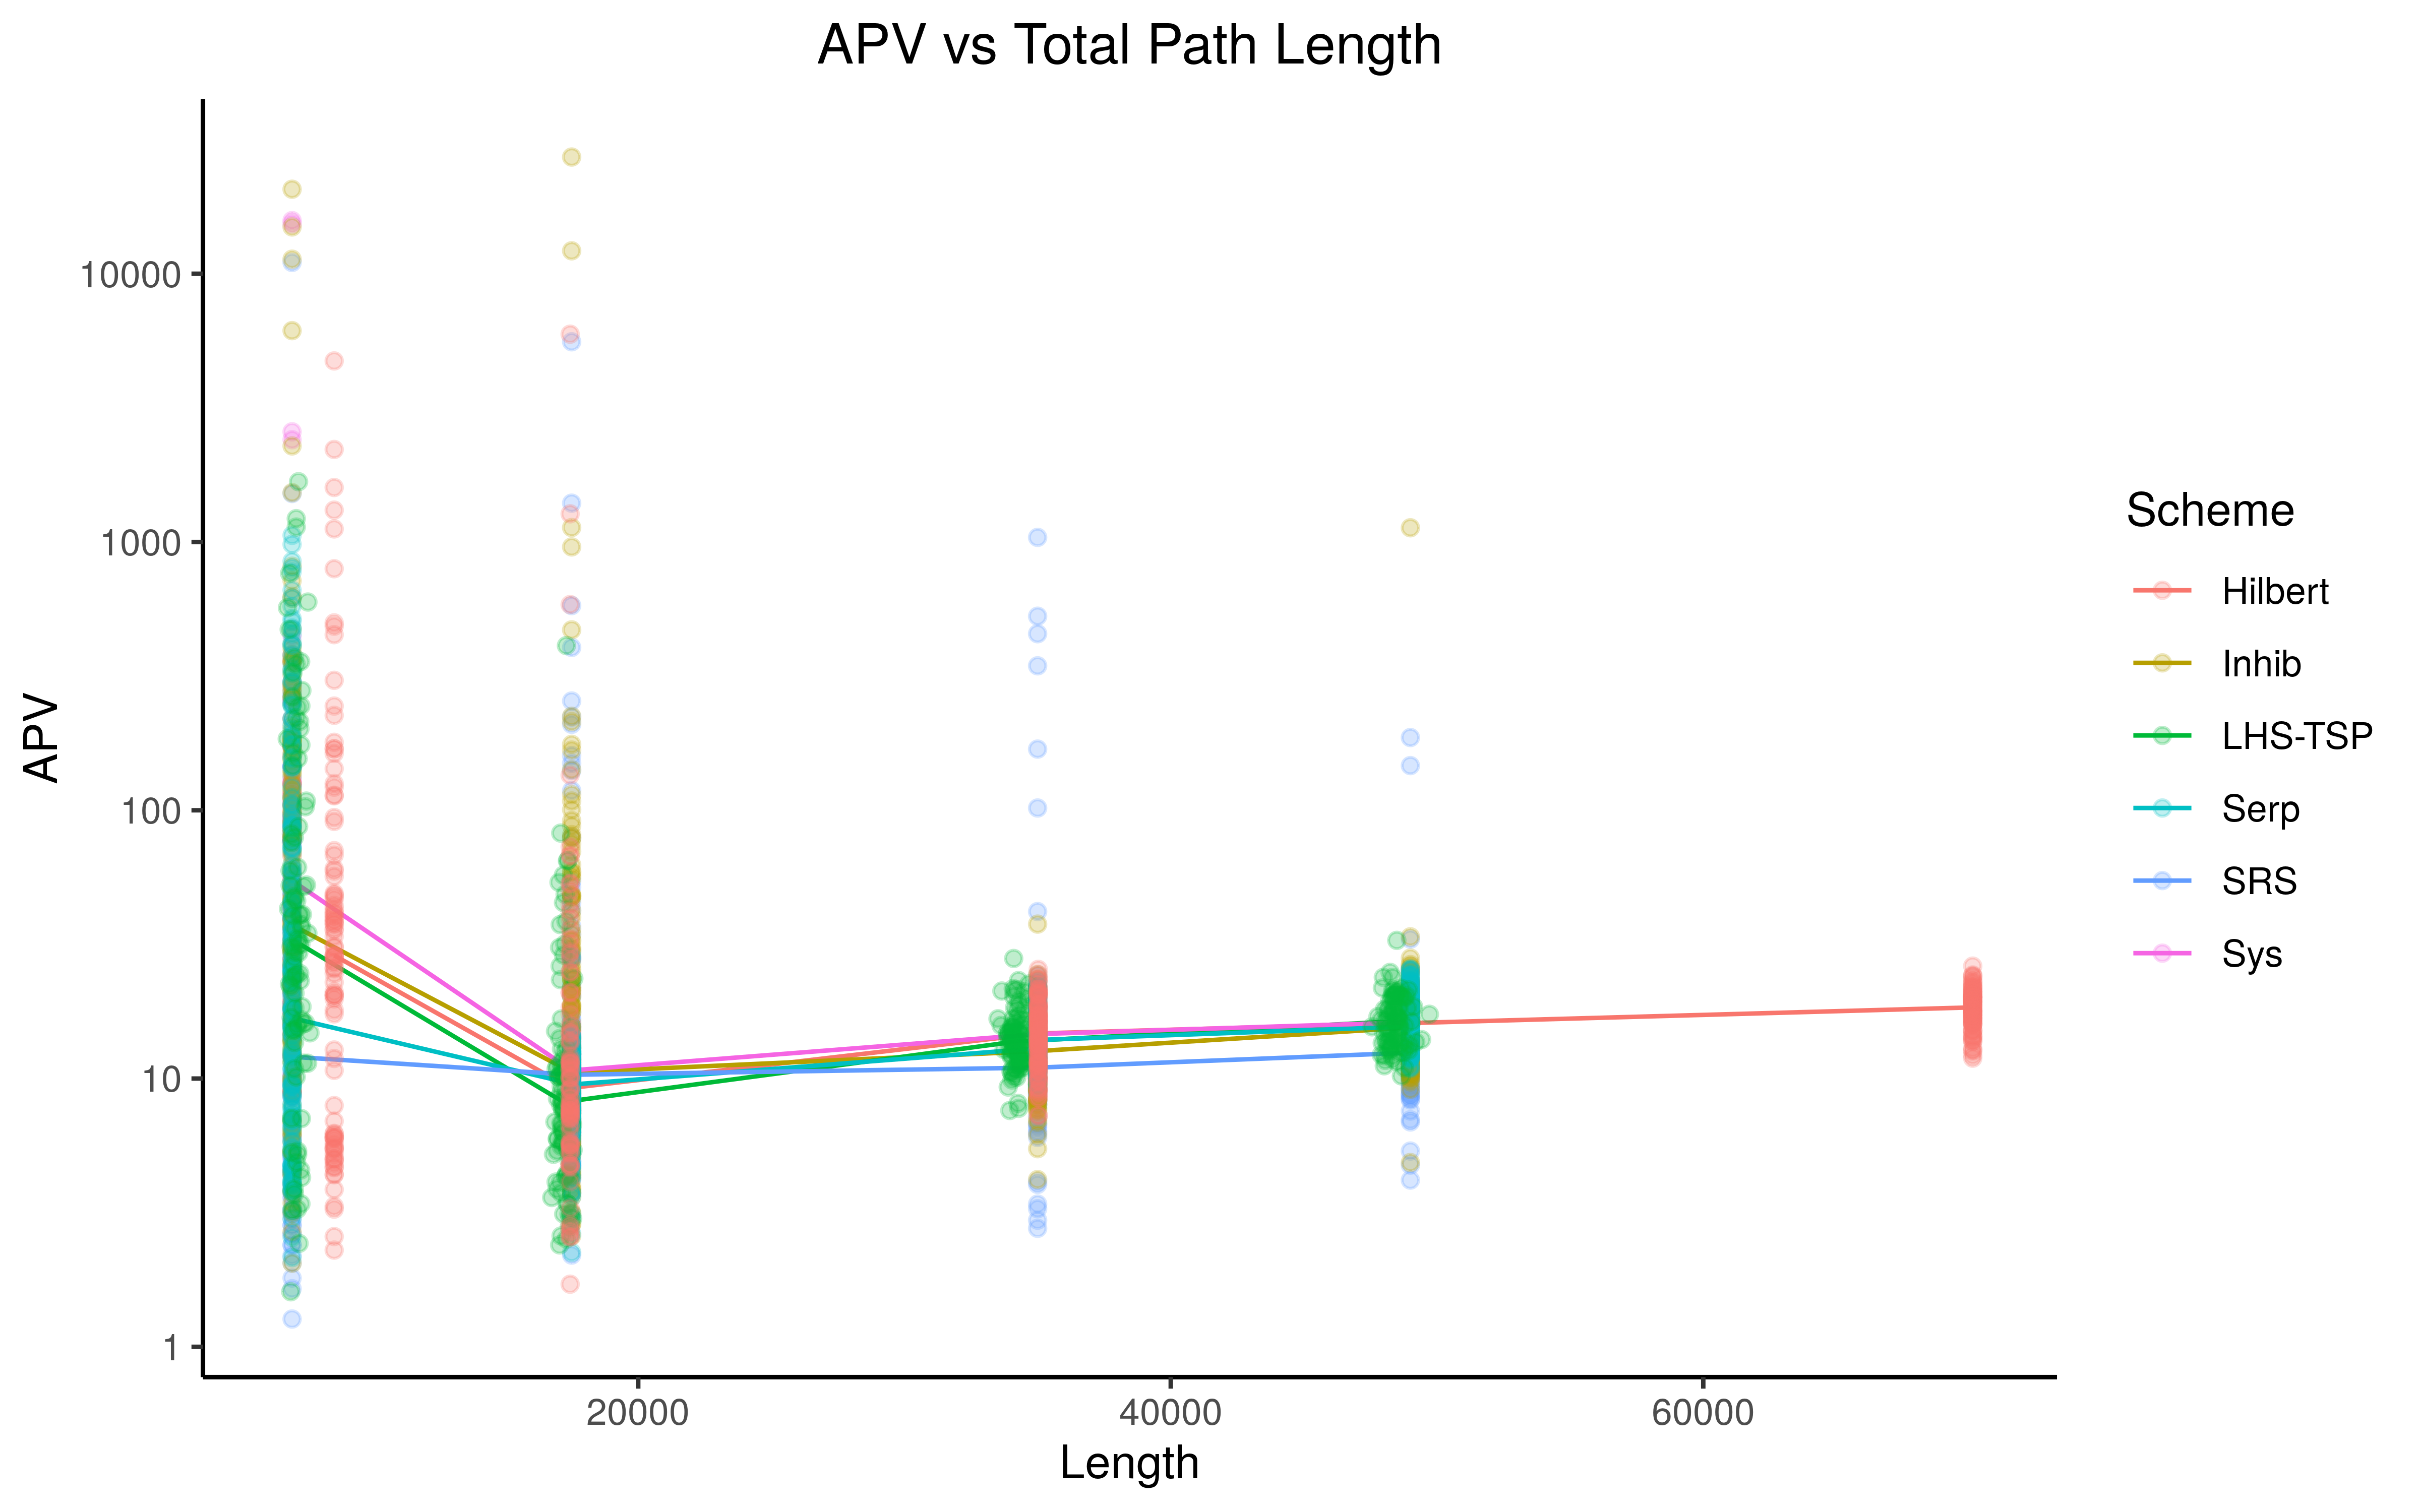 APV vs Total Path Length
APV
10000
1000
100
10
1
20000
40000
60000
Length
Scheme
Hilbert
Inhib
LHS-TSP
Serp
SRS
Sys